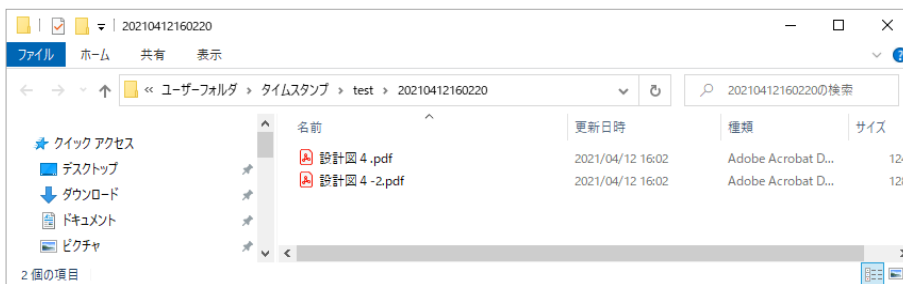 20210412160220
ファイル ホーム 共有 表示
« ユーザーフォルダ › タイムスタンプ › test › 20210412160220 20210412160220の検索
名前 更新日時 種類 サイズ
クイック アクセス
デスクトップ
ダウンロード
ドキュメント
ピクチャ
設計図４.pdf 2021/04/12 16:02 Adobe Acrobat D... 12
設計図４-2.pdf 2021/04/12 16:02 Adobe Acrobat D... 12
2 個の項目